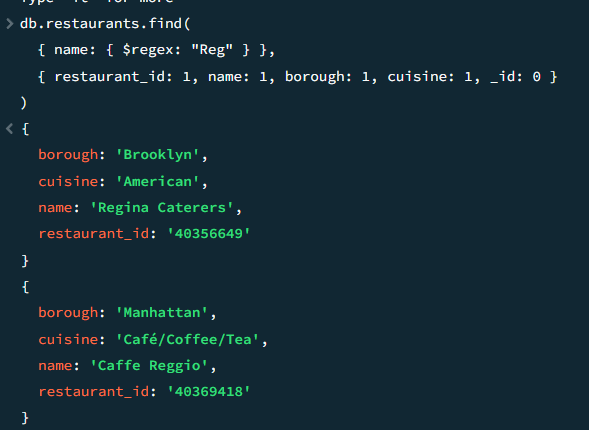 Type "it" for more
> db.restaurants.find(
{ name: { $regex: "Reg" } },
{ restaurant_id: 1, name: 1, borough: 1, cuisine: 1, _id: 0 }
)
< {
borough: 'Brooklyn',
cuisine: 'American',
name: 'Regina Caterers',
restaurant_id: '40356649'
}
{
borough: 'Manhattan',
cuisine: 'Café/Coffee/Tea',
name: 'Caffe Reggio',
restaurant_id: '40369418'
}